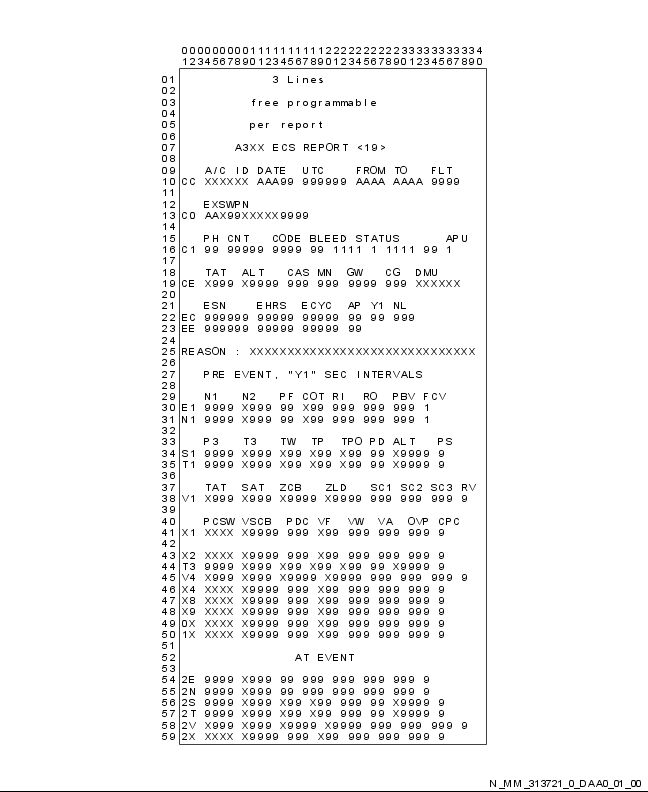 0000000001111111111222222222233333333334
1234567890123456789012345678901234567890
01 3 Lines
02
03 free programmable
04
05 per report
06
07 A3XX ECS REPORT <19>
08
09 A/C ID DATE UTC FROM TO FLT
10 CC XXXXXX AAA99 999999 AAAA AAAA 9999
11
12 EXSWPN
13 C0 AAX99XXXXX9999
14
15 PH CNT CODE BLEED STATUS APU
16 C1 99 99999 9999 99 1111 1 1111 99 1
17
18 TAT ALT CAS MN GW CG DMU
19 CE X999 X9999 999 999 9999 999 XXXXXX
20
21 ESN EHRS ECYC AP Y1 NL
22 EC 999999 99999 99999 99 99 999
23 EE 999999 99999 99999 99
24
25 REASON : XXXXXXXXXXXXXXXXXXXXXXXXXXXXXX
26
27 PRE EVENT, "Y1" SEC INTERVALS
28
29 N1 N2 PF COT RI RO PBV FCV
30 E1 9999 X999 99 X99 999 999 999 1
31 N1 9999 X999 99 X99 999 999 999 1
32
33 P3 T3 TW TP TPO PD ALT PS
34 S1 9999 X999 X99 X99 X99 99 X9999 9
35 T1 9999 X999 X99 X99 X99 99 X9999 9
36
37 TAT SAT ZCB ZLD SC1 SC2 SC3 RV
38 V1 X999 X999 X9999 X9999 999 999 999 9
39
40 PCSW VSCB PDC VF VW VA OVP CPC
41 X1 XXXX X9999 999 X99 999 999 999 9
42
43 X2 XXXX X9999 999 X99 999 999 999 9
44 T3 9999 X999 X99 X99 X99 99 X9999 9
45 V4 X999 X999 X9999 X9999 999 999 999 9
46 X4 XXXX X9999 999 X99 999 999 999 9
47 X8 XXXX X9999 999 X99 999 999 999 9
48 X9 XXXX X9999 999 X99 999 999 999 9
49 0X XXXX X9999 999 X99 999 999 999 9
50 1X XXXX X9999 999 X99 999 999 999 9
51
52 AT EVENT
53
54 2E 9999 X999 99 999 999 999 999 9
55 2N 9999 X999 99 999 999 999 999 9
56 2S 9999 X999 X99 X99 999 99 X9999 9
57 2T 9999 X999 X99 X99 999 99 X9999 9
58 2V X999 X999 X9999 X9999 999 999 999 9
59 2X XXXX X9999 999 X99 999 999 999 9
N_MM_313721_0_DAA0_01_00